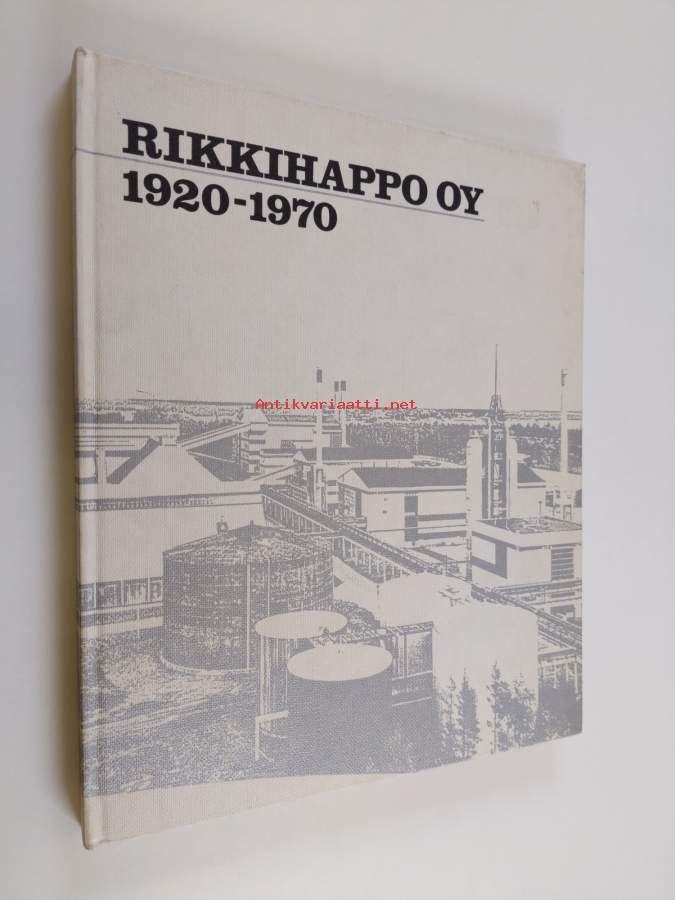 RIKKIHAPPO OY
1920-1970
Antikvariaatti.net